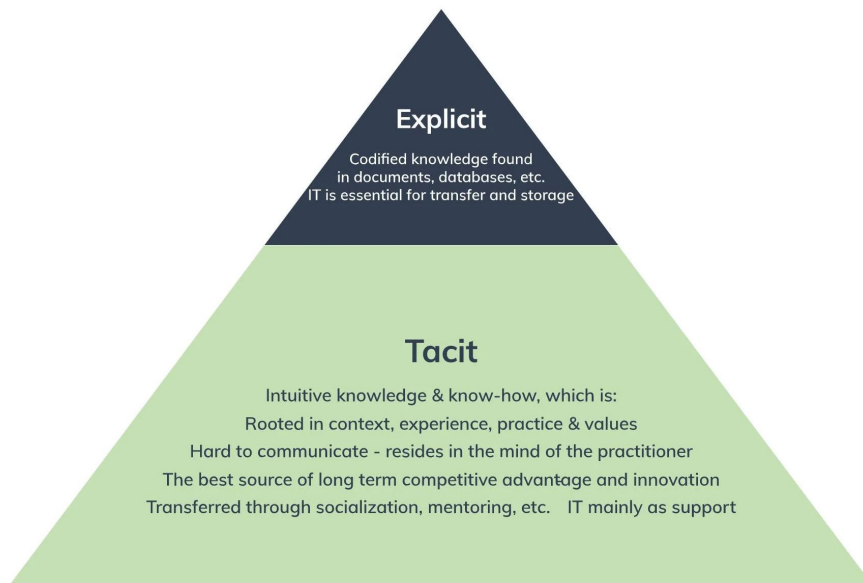 Explicit
Codified knowledge found
in documents, databases, etc.
IT is essential for transfer and storage
Tacit
Intuitive knowledge & know-how, which is:
Rooted in context, experience, practice & values
Hard to communicate - resides in the mind of the practitioner
The best source of long term competitive advantage and innovation
Transferred through socialization, mentoring, etc. IT mainly as support